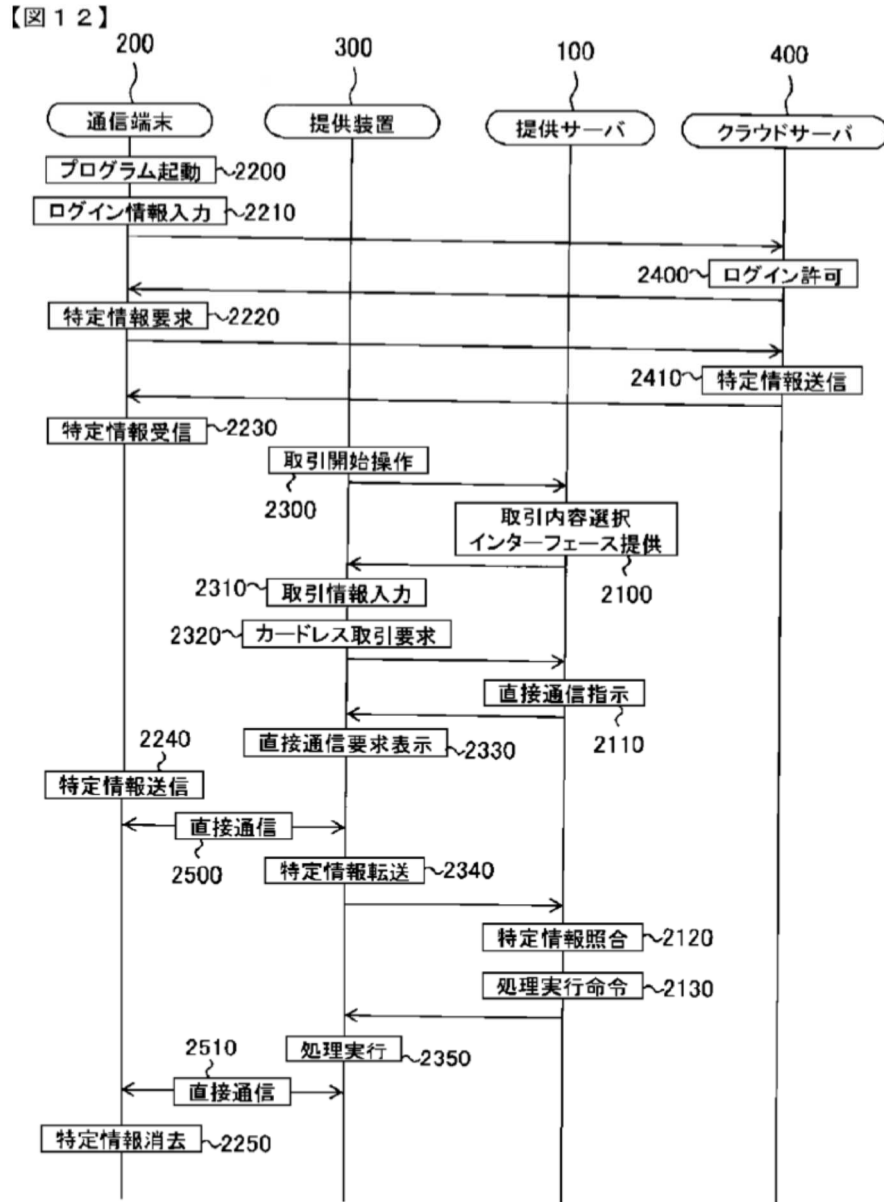 【図１２】
200
300
100
400
通信端末
提供装置
提供サーバ
クラウドサーバ
プログラム起動
2200
ログイン情報入力
2210
2400
ログイン許可
特定情報要求
2220
2410
特定情報送信
特定情報受信
2230
取引開始操作
2300
取引内容選択
インターフェース提供
2100
2310
取引情報入力
2320
カードレス取引要求
直接通信指示
2110
直接通信要求表示
2330
2240
特定情報送信
直接通信
2500
特定情報転送
2340
特定情報照合
2120
処理実行命令
2130
処理実行
2350
2510
直接通信
特定情報消去
2250